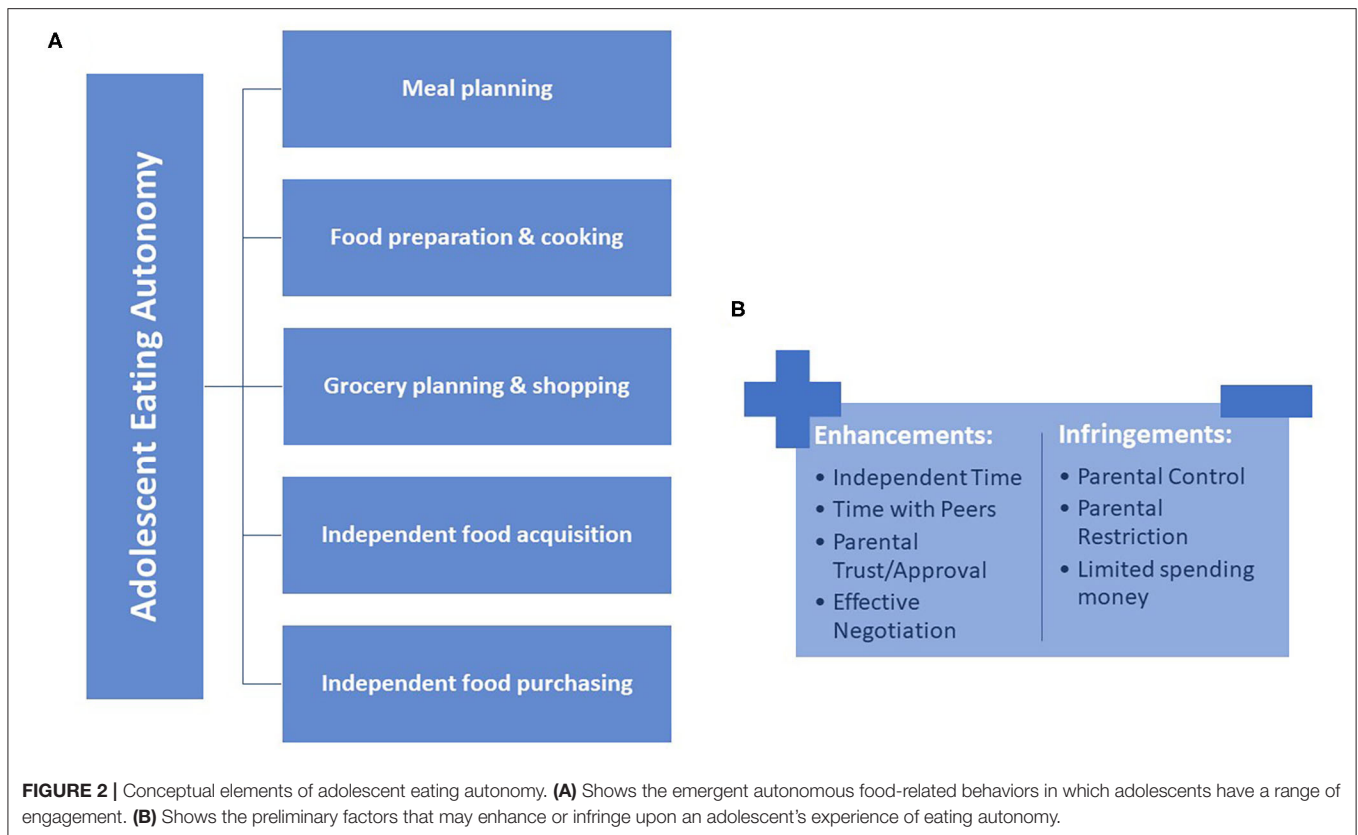 A
Adolescent Eating Autonomy
Meal planning
Food preparation & cooking
Grocery planning & shopping
Independent food acquisition
Independent food purchasing
B
Enhancements:
• Independent Time
• Time with Peers
• Parental
Trust/Approval
• Effective
Negotiation
Infringements:
• Parental Control
• Parental
Restriction
• Limited spending
money
FIGURE 2 | Conceptual elements of adolescent eating autonomy. (A) Shows the emergent autonomous food-related behaviors in which adolescents have a range of
engagement. (B) Shows the preliminary factors that may enhance or infringe upon an adolescent’s experience of eating autonomy.